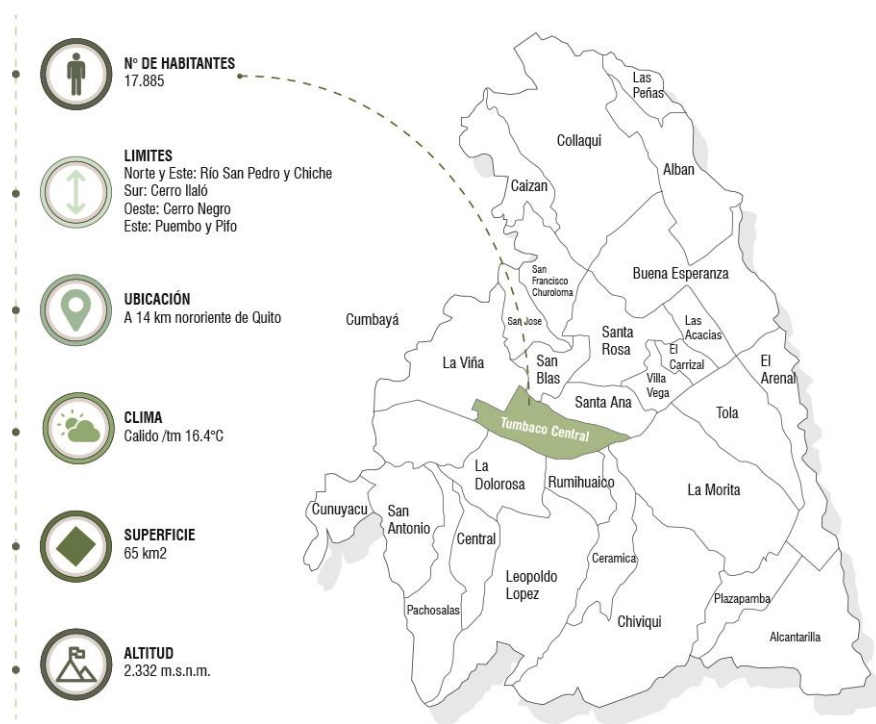 N° DE HABITANTES
17.885
LIMITES
Norte y Este: Río San Pedro y Chiche
Sur: Cerro Ilaló
Oeste: Cerro Negro
Este: Puembo y Pifo
UBICACIÓN
A 14 km nororiente de Quito
CLIMA
Calido /tm 16.4°C
SUPERFICIE
65 km2
ALTITUD
2.332 m.s.n.m.
Las
Peñas
Collaqui
Alban
Caizan
San
Francisco
Churoloma
Buena Esperanza
Cumbayá
San Jose
Santa
Rosa
Las
Acacias
La Viña
San
Blas
El
Carrizal
El
Arenal
Villa
Vega
Santa Ana
Tola
Tumbaco Central
La
Dolorosa
Rumihuaico
La Morita
Cunuyacu
San
Antonio
Central
Ceramica
Leopoldo
Lopez
Pachosalas
Chiviqui
Plazapamba
Alcantarilla